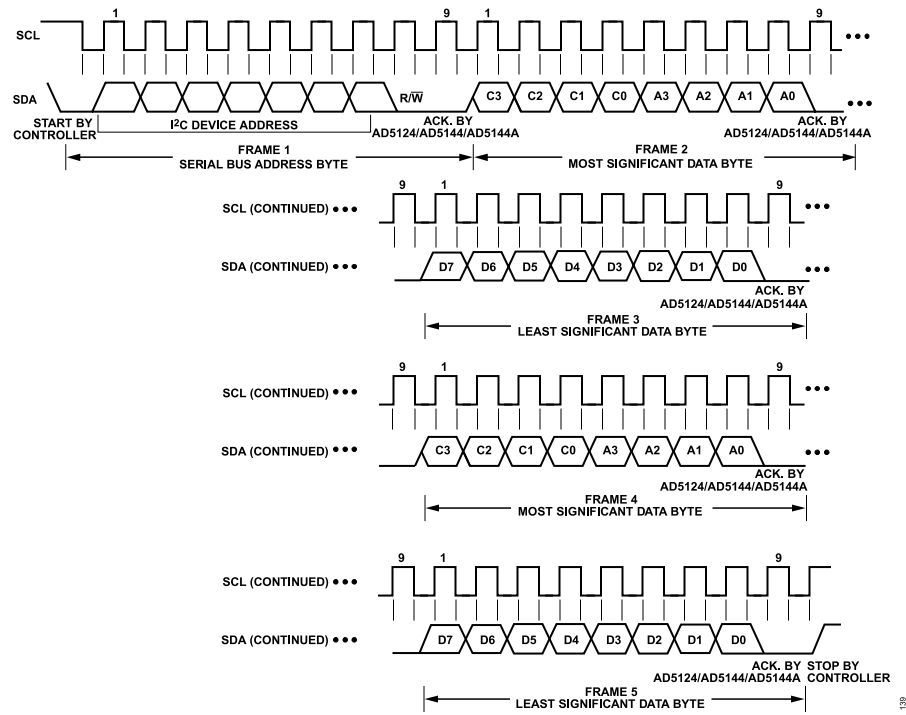 1 9 1 9
SCL •••
SDA R/W̅ C3 C2 C1 C0 A3 A2 A1 A0 •••
START BY CONTROLLER
I²C DEVICE ADDRESS
ACK. BY
AD5124/AD5144/AD5144A
ACK. BY
AD5124/AD5144/AD5144A
FRAME 1
SERIAL BUS ADDRESS BYTE
FRAME 2
MOST SIGNIFICANT DATA BYTE
9 1 9
SCL (CONTINUED) ••• •••
SDA (CONTINUED) ••• D7 D6 D5 D4 D3 D2 D1 D0 •••
ACK. BY
AD5124/AD5144/AD5144A
FRAME 3
LEAST SIGNIFICANT DATA BYTE
9 1 9
SCL (CONTINUED) ••• •••
SDA (CONTINUED) ••• C3 C2 C1 C0 A3 A2 A1 A0 •••
ACK. BY
AD5124/AD5144/AD5144A
FRAME 4
MOST SIGNIFICANT DATA BYTE
9 1 9
SCL (CONTINUED) •••
SDA (CONTINUED) ••• D7 D6 D5 D4 D3 D2 D1 D0
ACK. BY
AD5124/AD5144/AD5144A
STOP BY
CONTROLLER
FRAME 5
LEAST SIGNIFICANT DATA BYTE
139